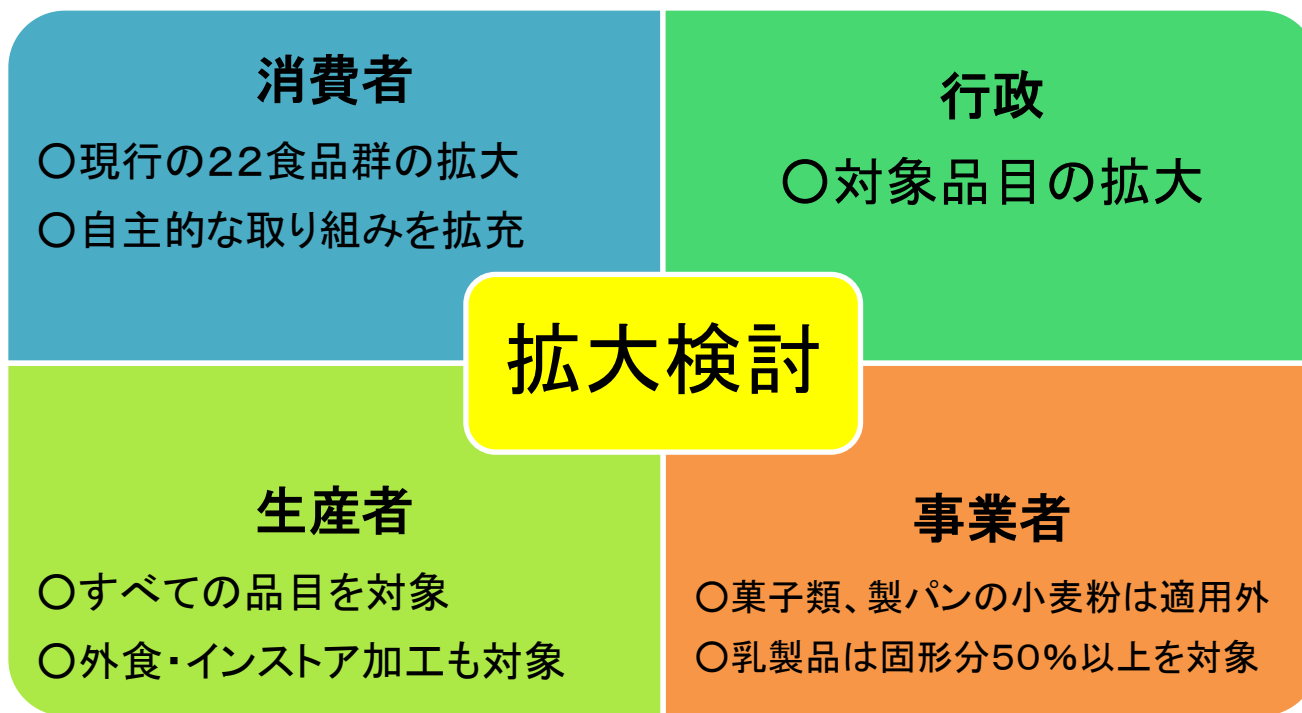 消費者
○現行の22食品群の拡大
○自主的な取り組みを拡充
行政
○対象品目の拡大
拡大検討
生産者
○すべての品目を対象
○外食・インストア加工も対象
事業者
○菓子類、製パンの小麦粉は適用外
○乳製品は固形分50%以上を対象